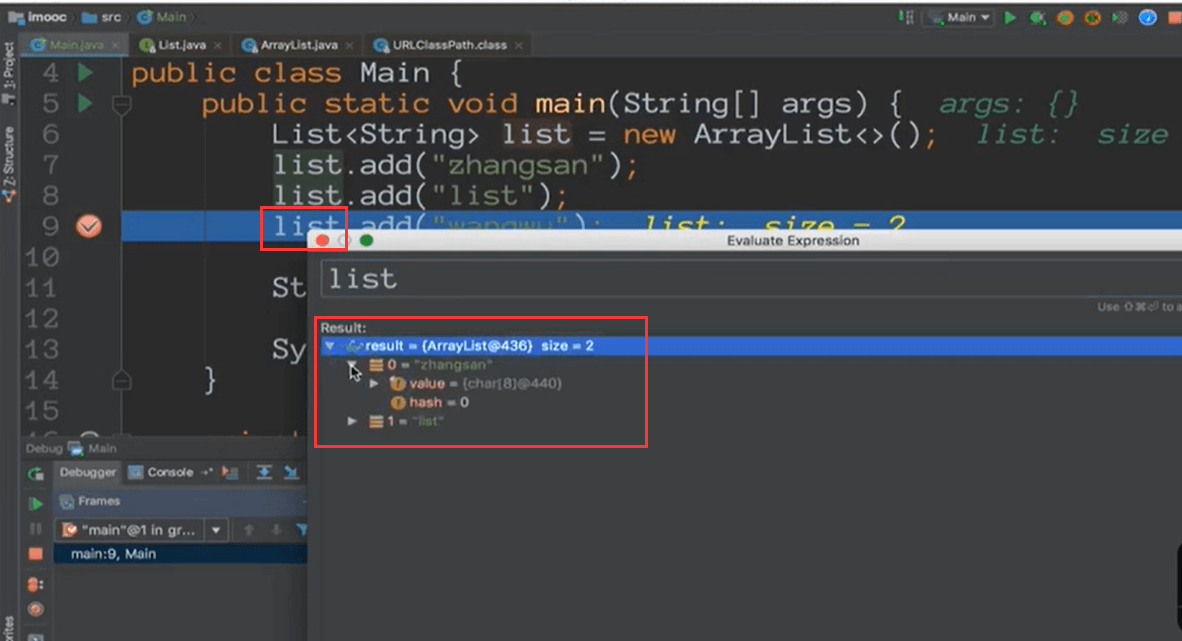 imooc src Main Main
Main.java List.java ArrayList.java URLClassPath.class
1: Project
Z: Structure
4 public class Main {
5 public static void main(String[] args) { args: {}
6 List<String> list = new ArrayList<>(); list: size
7 list.add("zhangsan");
8 list.add("list");
9 list.add("wangwu"); list: size = 2
Evaluate Expression
10
list
11 St
Use ⇧⌘⏎ to a
12
Result:
13 Sy
result = {ArrayList@436} size = 2
0 = "zhangsan"
14 }
value = {char[8]@440}
hash = 0
15
1 = "list"
Debug Main
Debugger Console
Frames
"main"@1 in gr...
main:9, Main